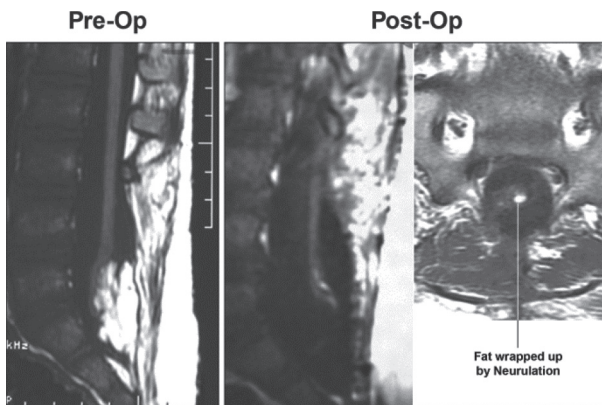 Pre-Op
Post-Op
kHz
P
Fat wrapped up
by Neurulation